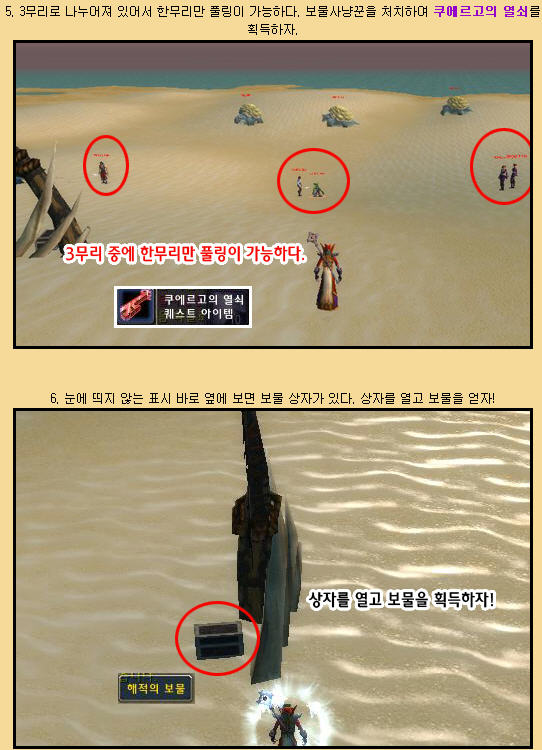 5. 3무리로 나누어져 있어서 한무리만 풀링이 가능하다. 보물사냥꾼을 처치하여 쿠에르고의 열쇠를
획득하자.
3무리 중에 한무리만 풀링이 가능하다.
쿠에르고의 열쇠
퀘스트 아이템
6. 눈에 띄지 않는 표시 바로 옆에 보면 보물 상자가 있다. 상자를 열고 보물을 얻자!
상자를 열고 보물을 획득하자!
해적의 보물